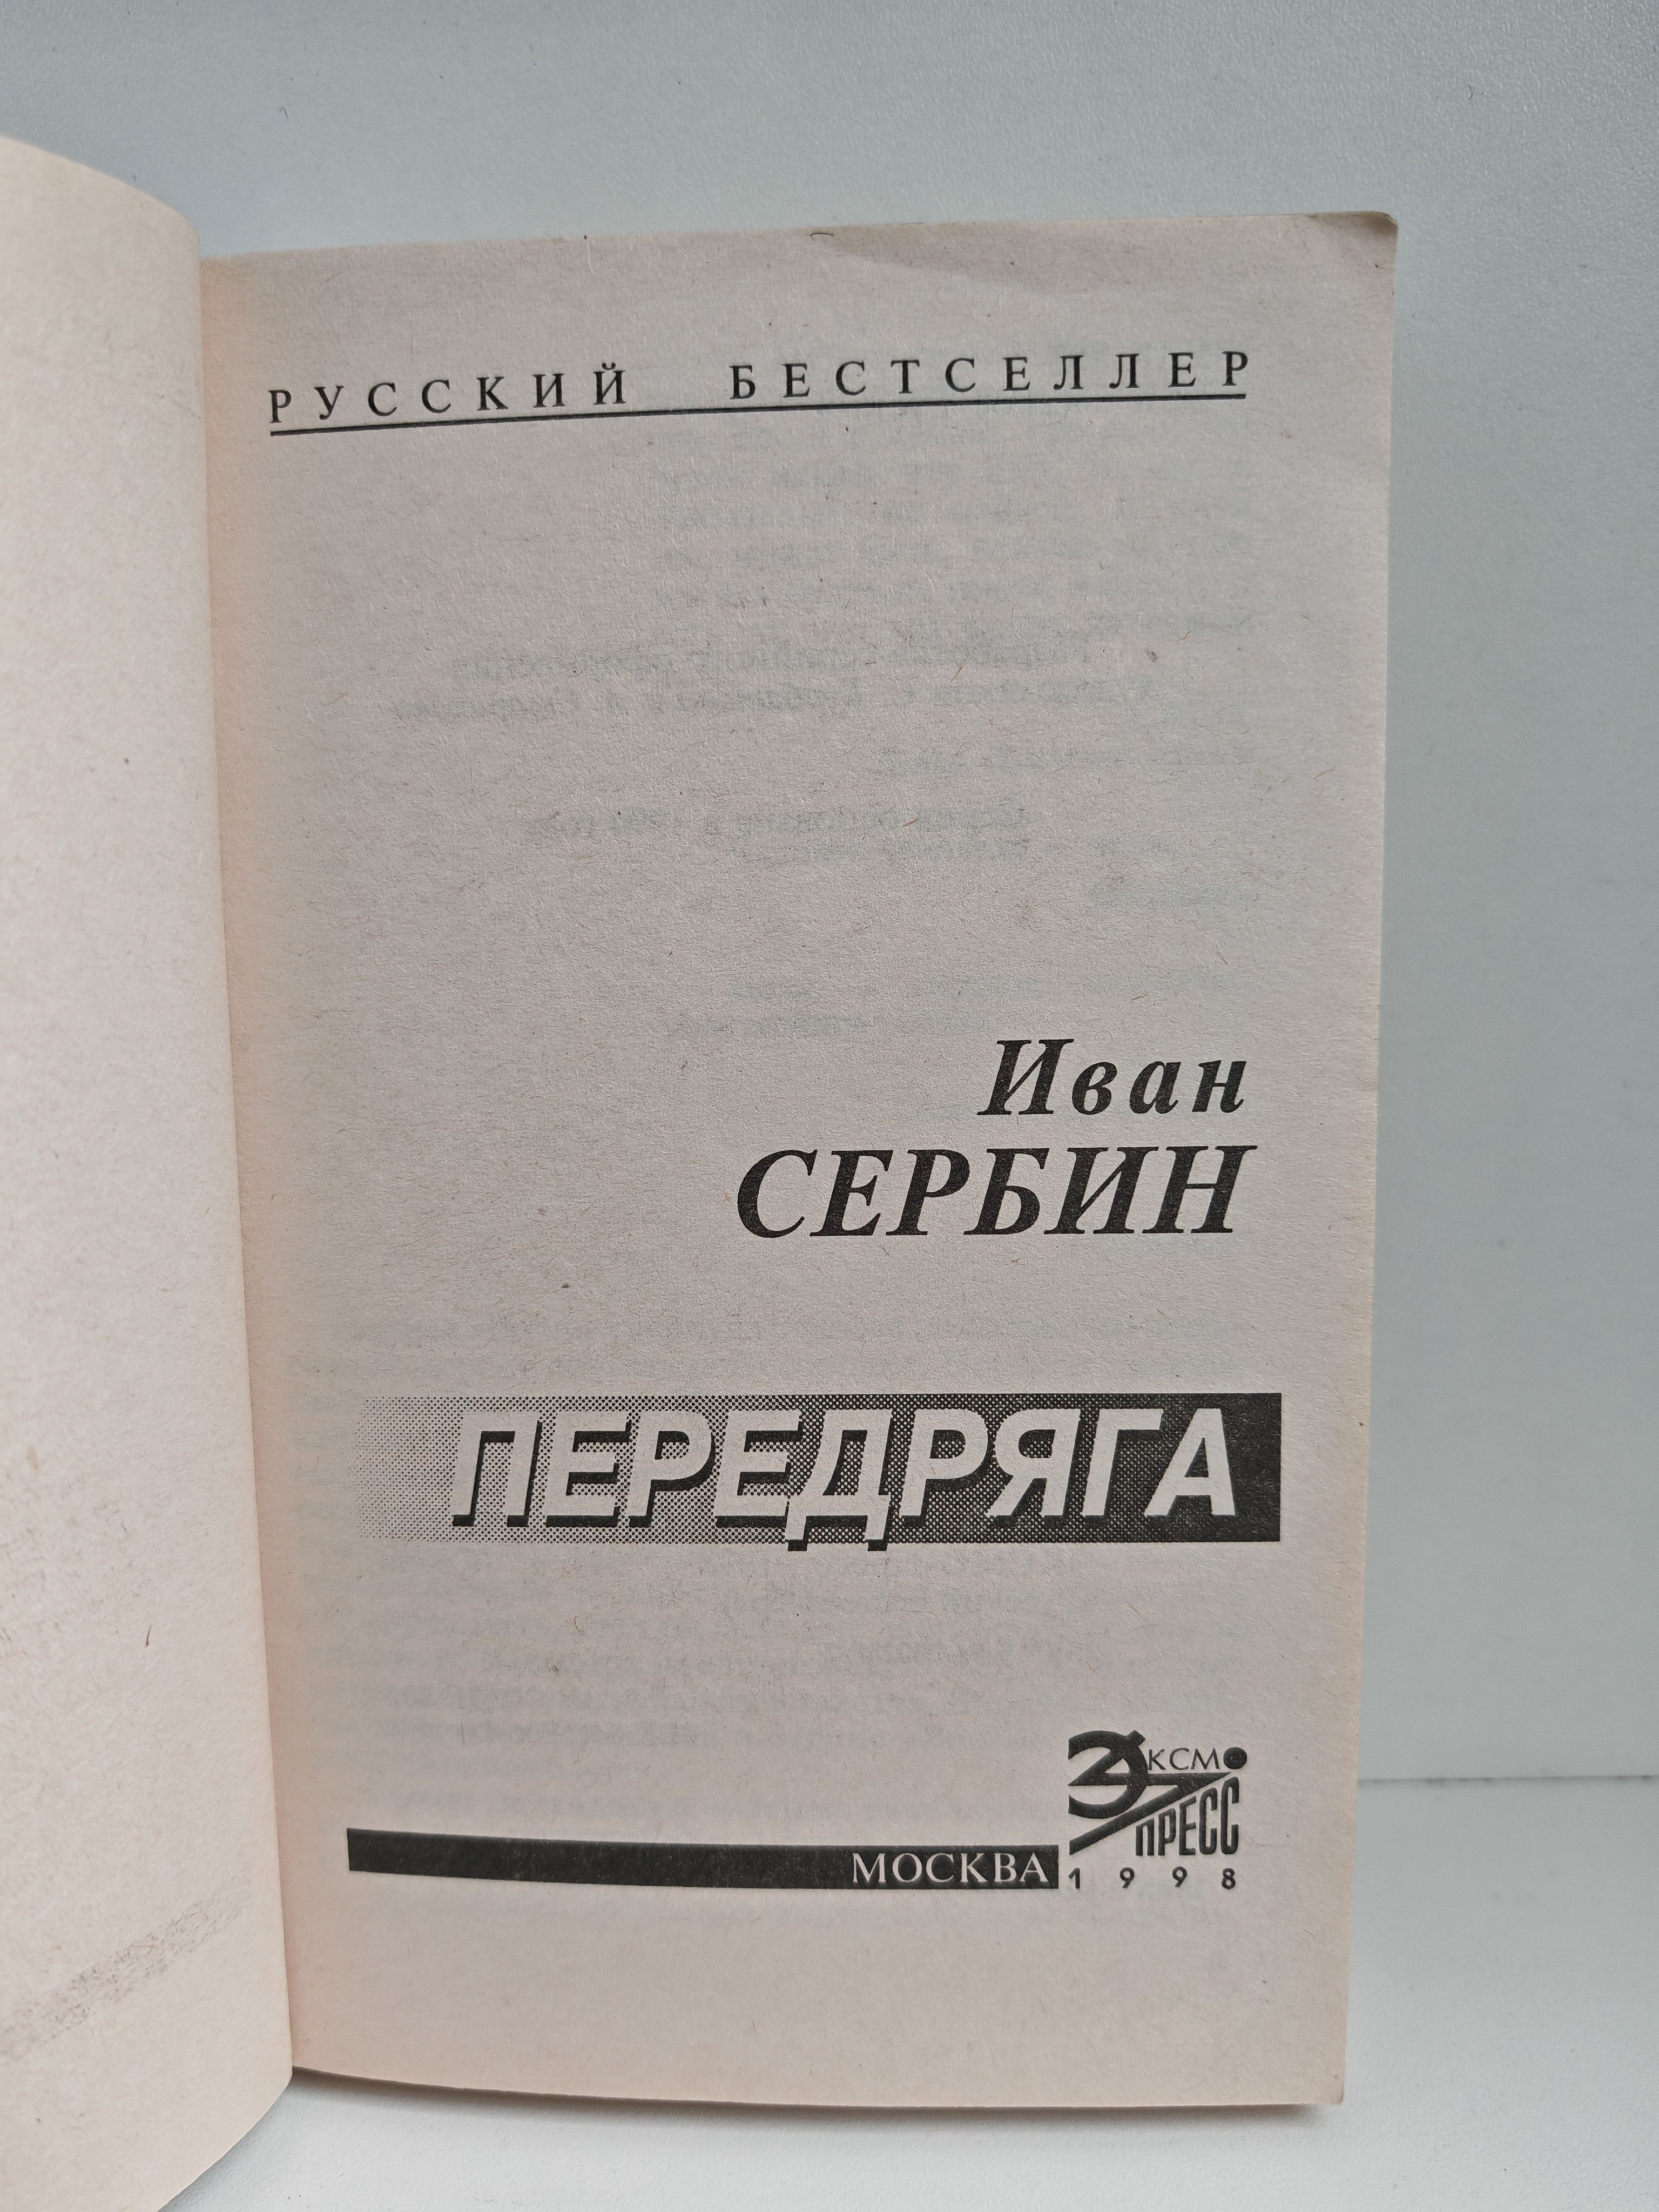 РУССКИЙ БЕСТСЕЛЛЕР
Иван
СЕРБИН
ПЕРЕДРЯГА
ЭКСМО
ПРЕСС
МОСКВА
1998